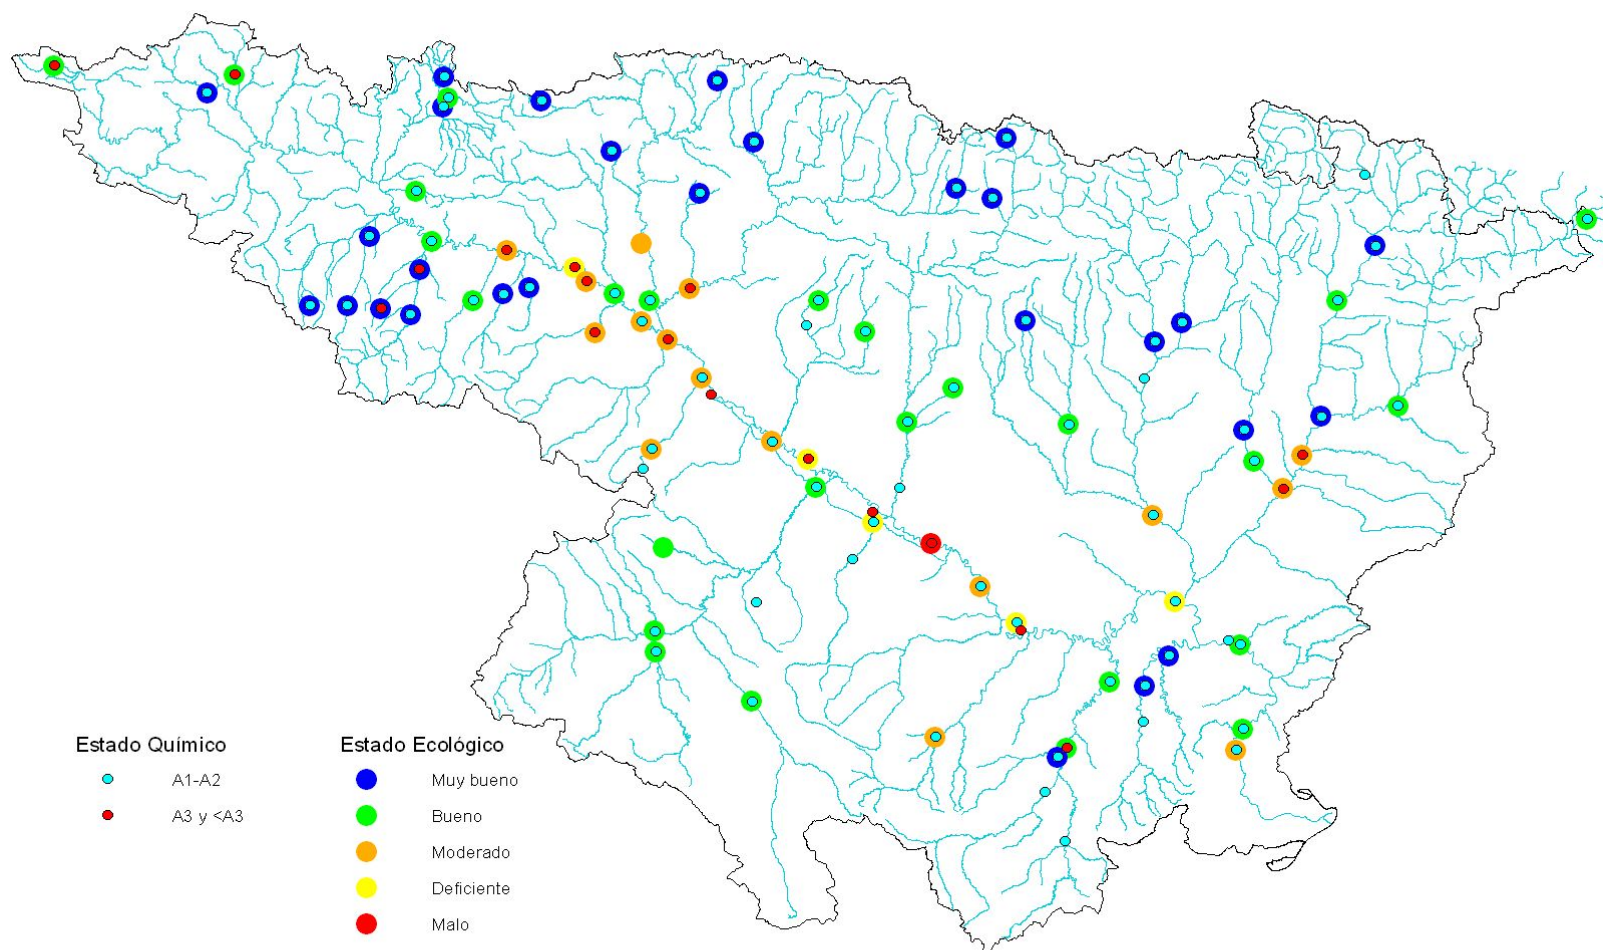 Estado Químico
A1-A2
A3 y <A3
Estado Ecológico
Muy bueno
Bueno
Moderado
Deficiente
Malo